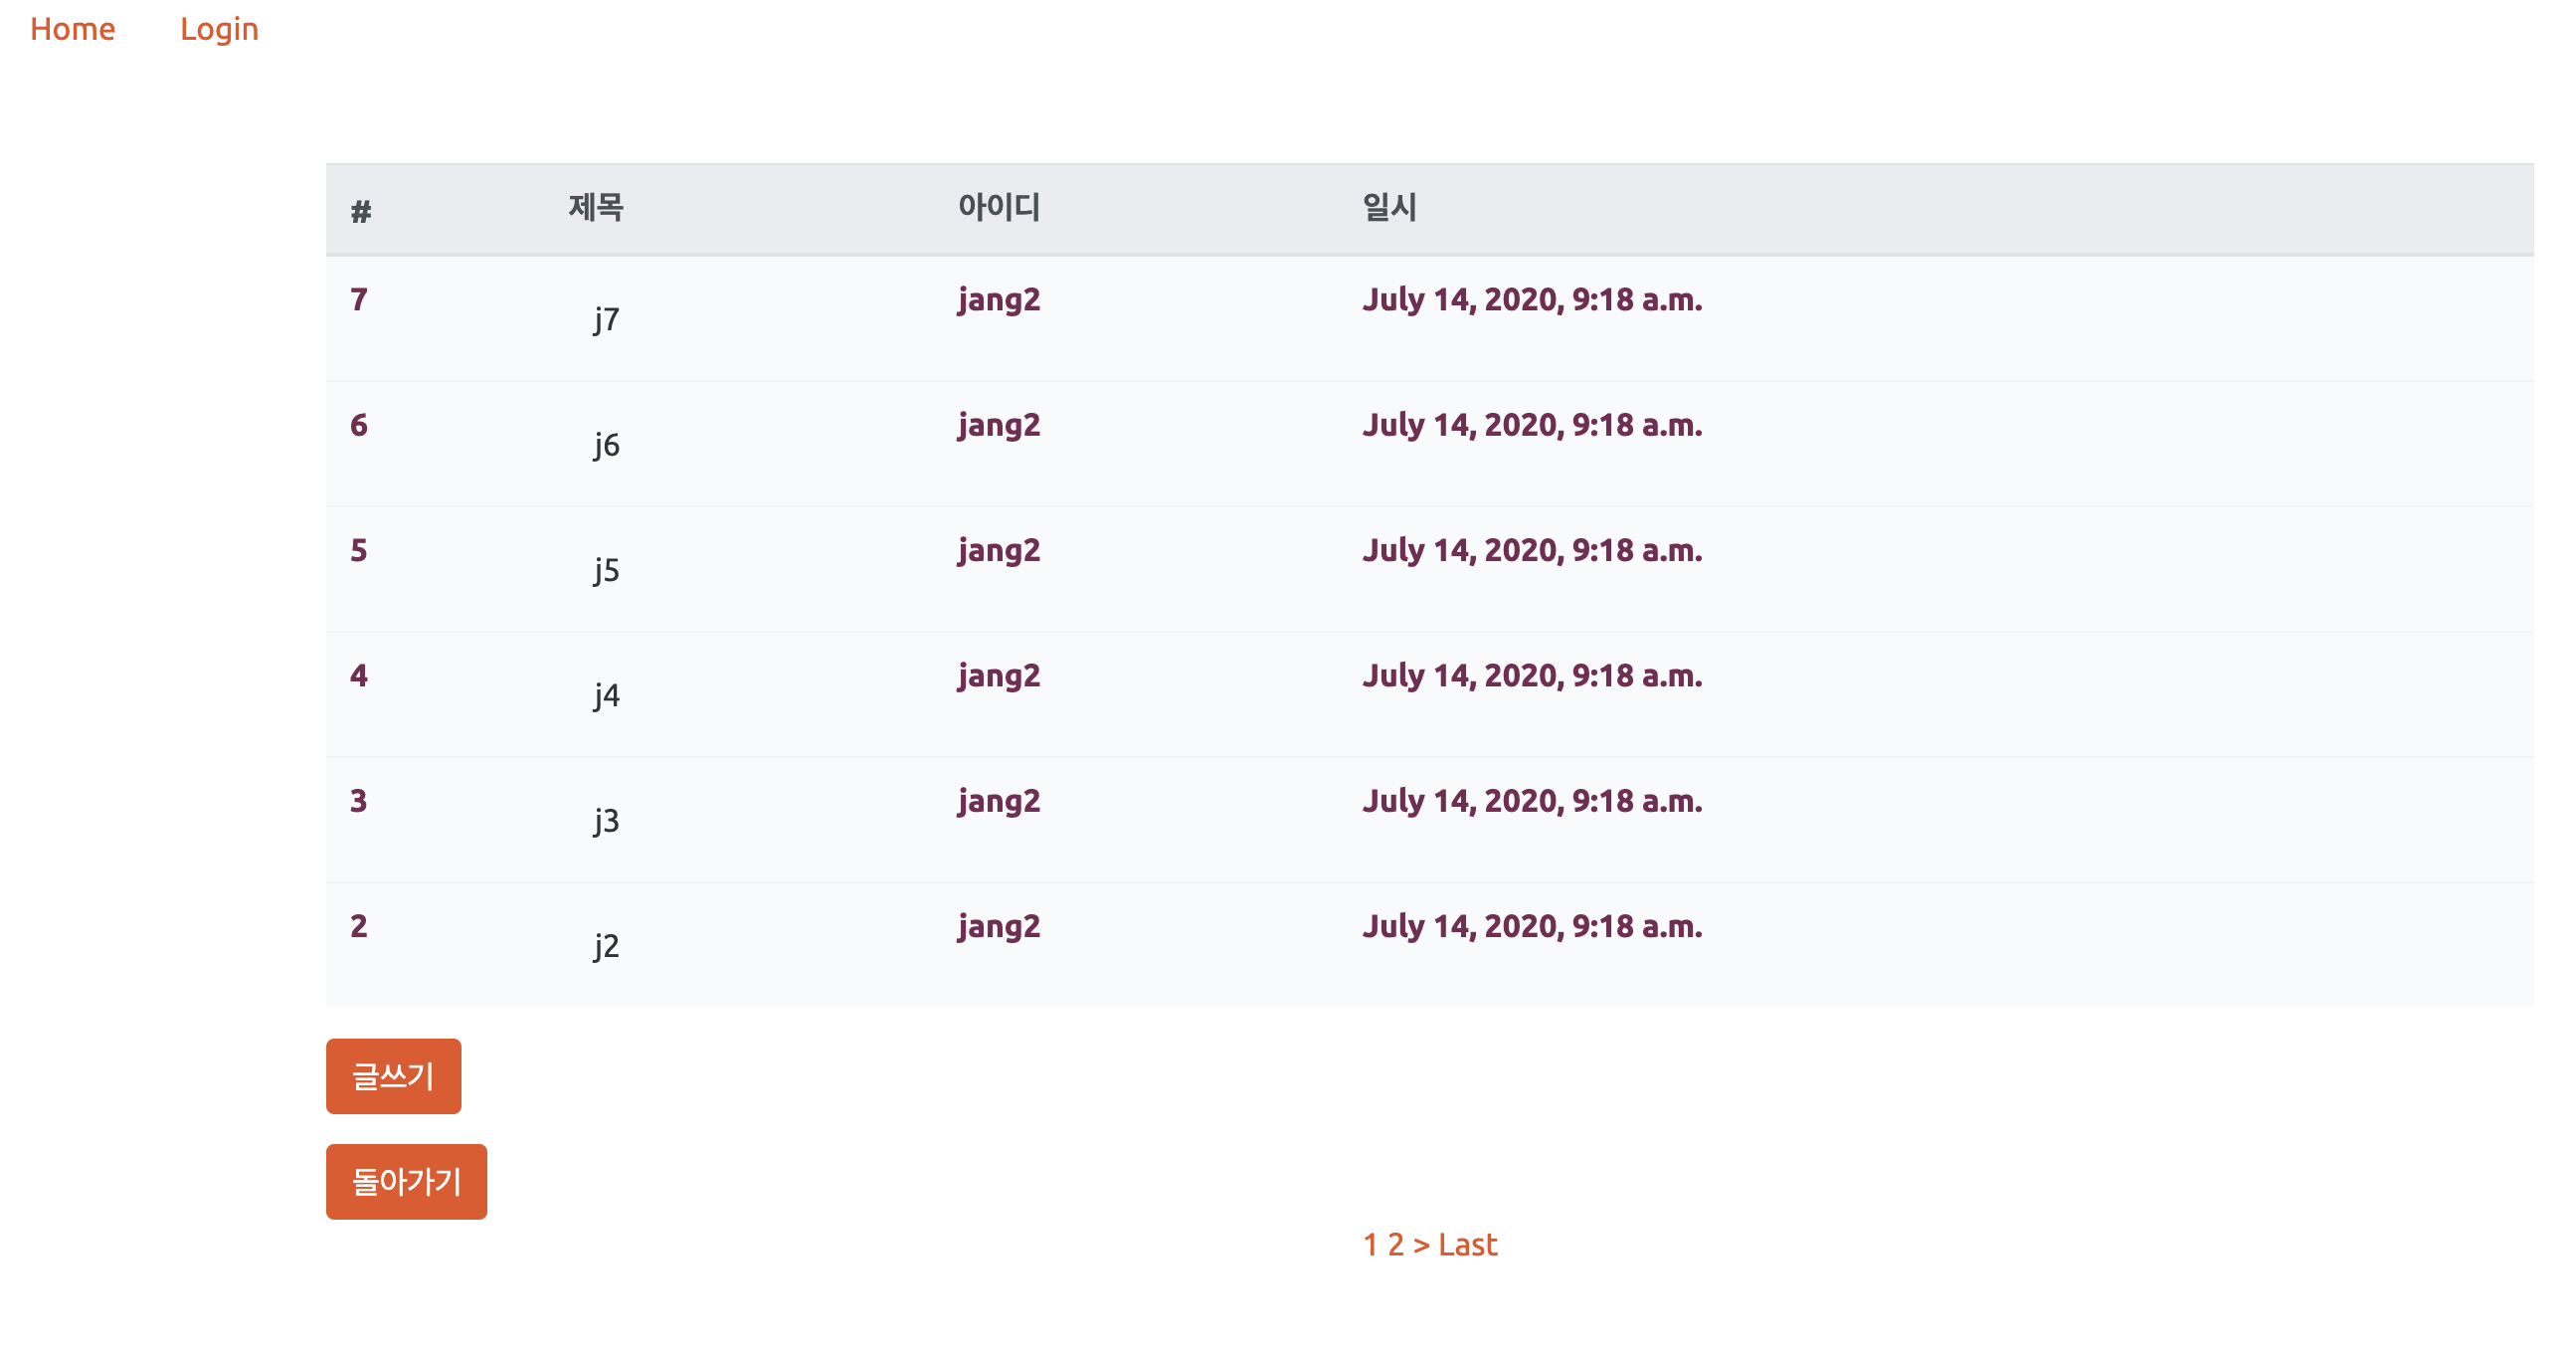 Home Login
# 제목 아이디 일시
7 j7 jang2 July 14, 2020, 9:18 a.m.
6 j6 jang2 July 14, 2020, 9:18 a.m.
5 j5 jang2 July 14, 2020, 9:18 a.m.
4 j4 jang2 July 14, 2020, 9:18 a.m.
3 j3 jang2 July 14, 2020, 9:18 a.m.
2 j2 jang2 July 14, 2020, 9:18 a.m.
글쓰기
돌아가기
1 2 > Last